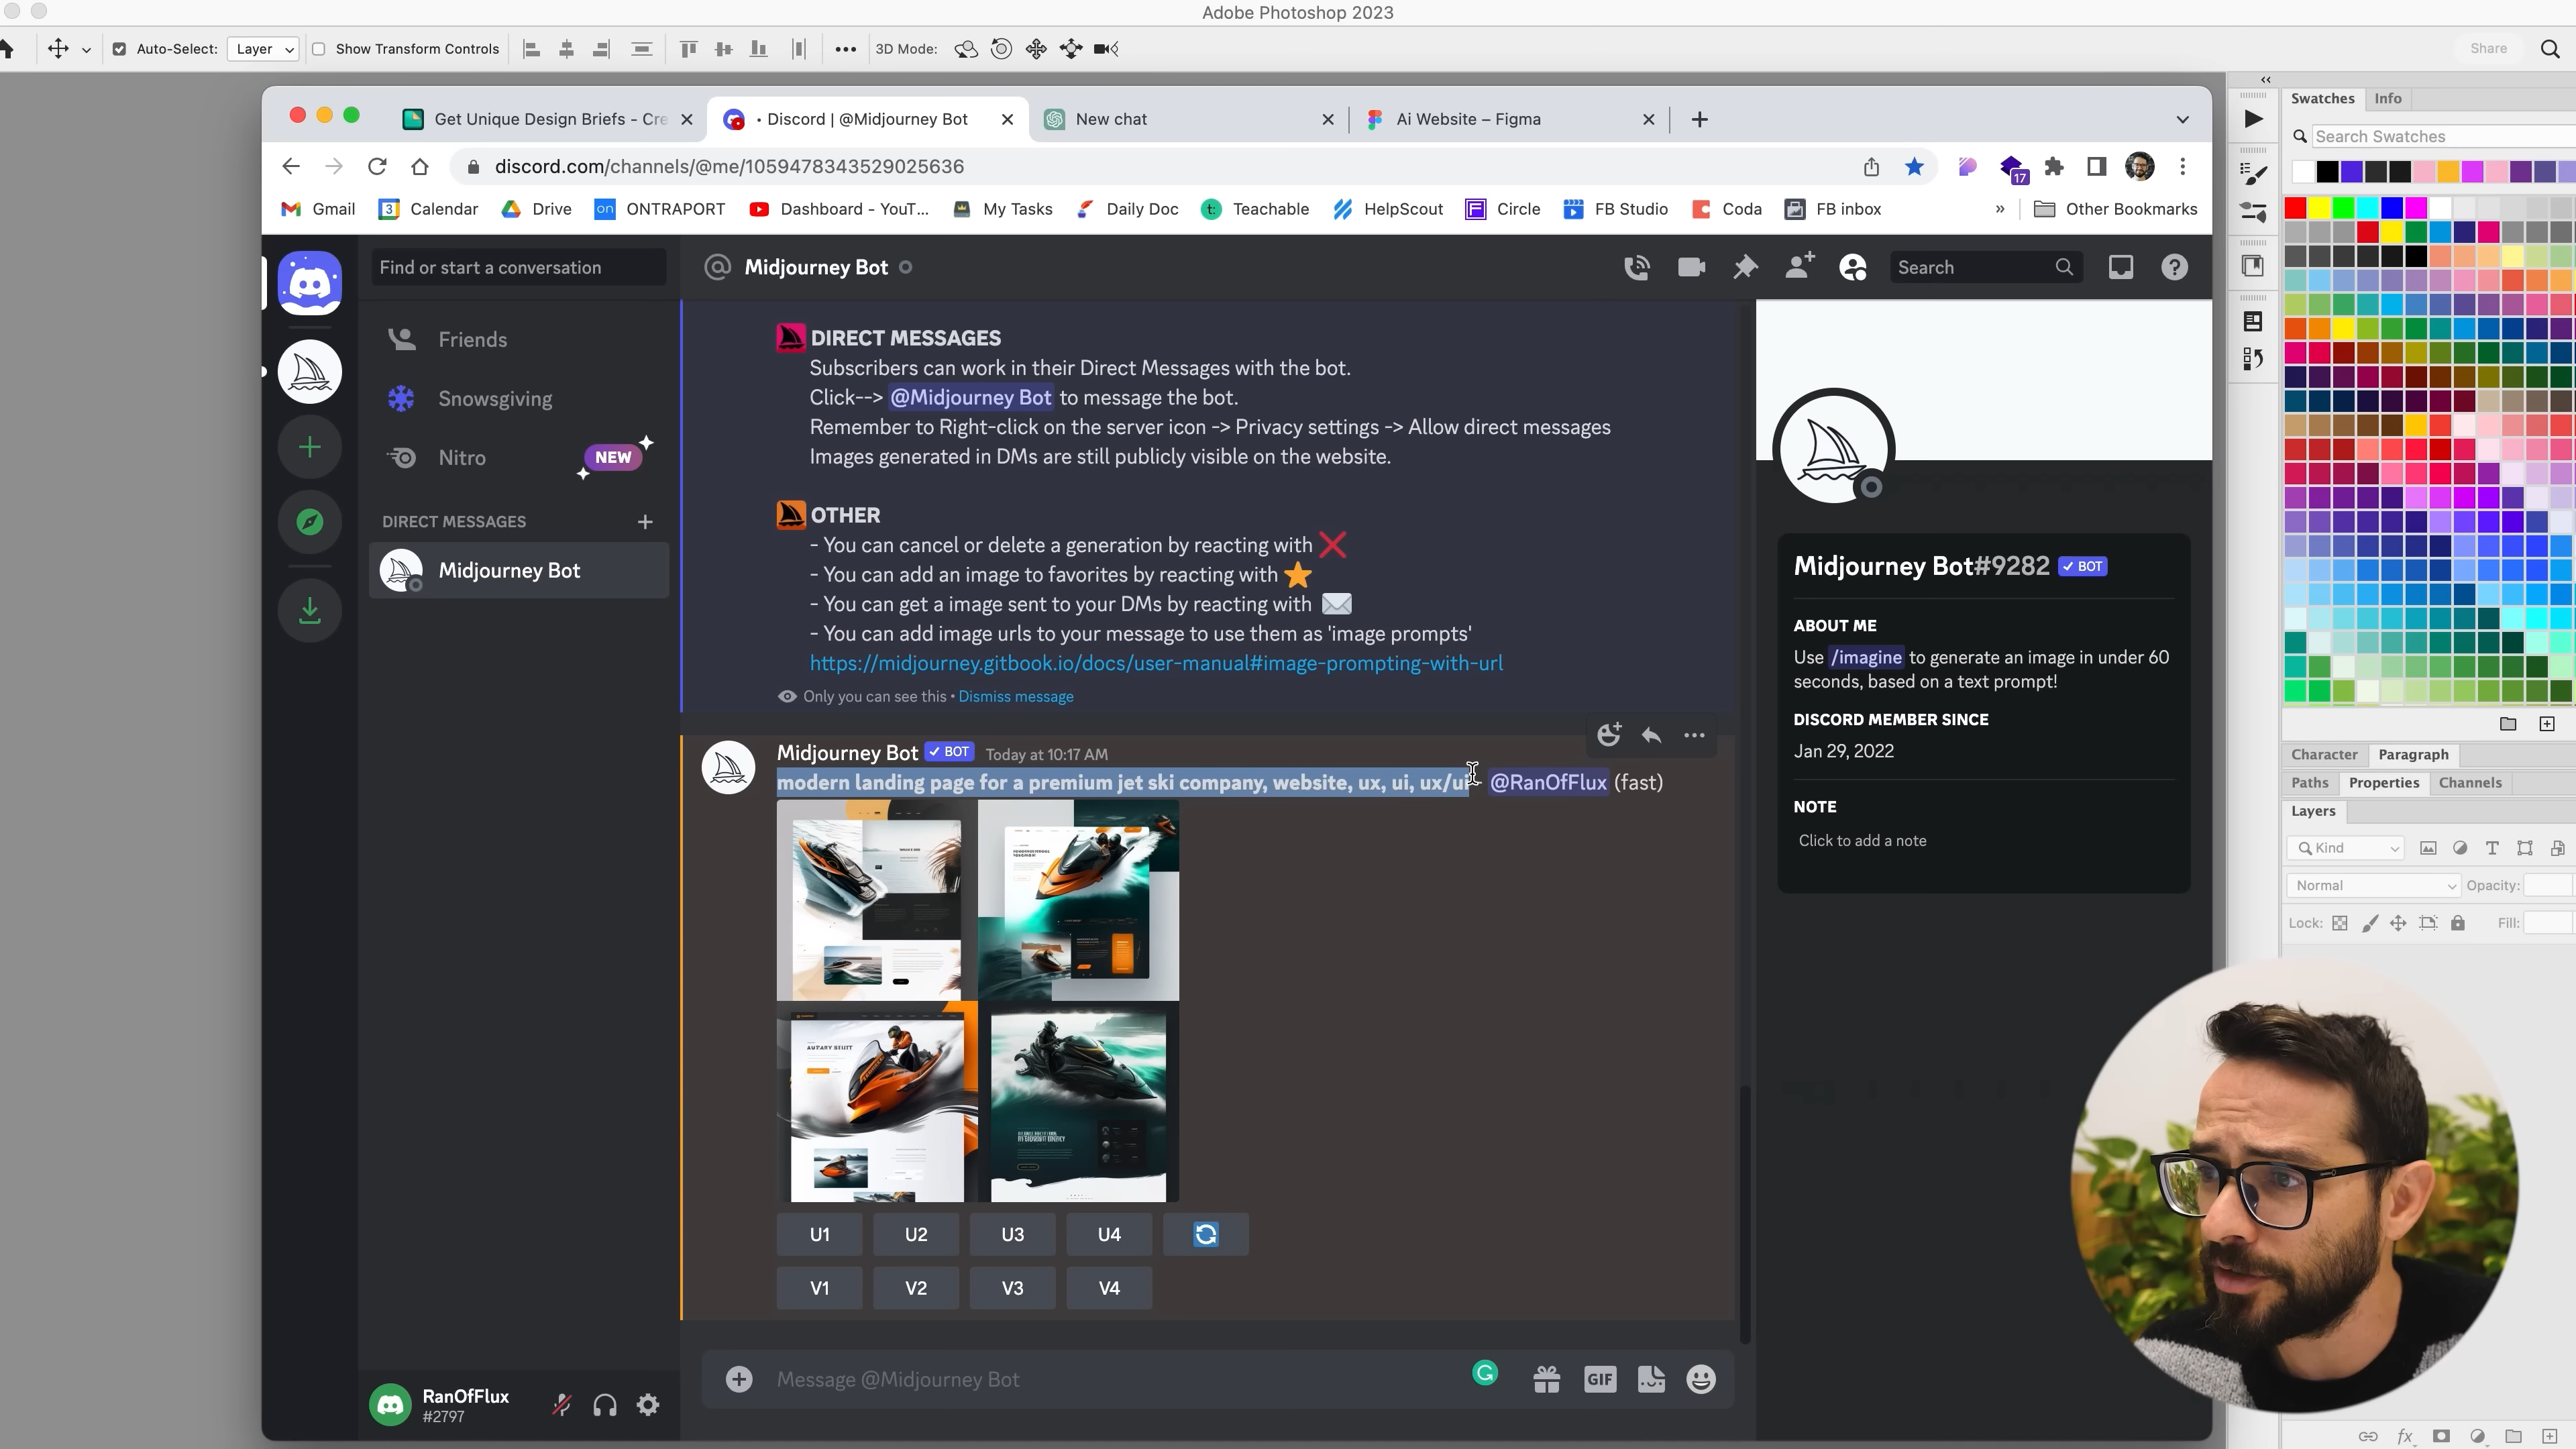 Adobe Photoshop 2023
Auto-Select: Layer Show Transform Controls 3D Mode: Share
Get Unique Design Briefs - Cre
• Discord | @Midjourney Bot
New chat
Ai Website – Figma
discord.com/channels/@me/1059478343529025636
17
Gmail
3 Calendar
Drive
on ONTRAPORT
Dashboard - YouT...
My Tasks
Daily Doc
t: Teachable
HelpScout
F Circle
FB Studio
Coda
FB inbox
»
Other Bookmarks
Find or start a conversation
Friends
Snowsgiving
Nitro NEW
DIRECT MESSAGES
Midjourney Bot
RanOfFlux
#2797
Midjourney Bot
Search
DIRECT MESSAGES
Subscribers can work in their Direct Messages with the bot.
Click--> @Midjourney Bot to message the bot.
Remember to Right-click on the server icon -> Privacy settings -> Allow direct messages
Images generated in DMs are still publicly visible on the website.
OTHER
- You can cancel or delete a generation by reacting with ❌
- You can add an image to favorites by reacting with ⭐
- You can get a image sent to your DMs by reacting with ✉️
- You can add image urls to your message to use them as 'image prompts'
https://midjourney.gitbook.io/docs/user-manual#image-prompting-with-url
Only you can see this • Dismiss message
Midjourney Bot ✓ BOT Today at 10:17 AM
modern landing page for a premium jet ski company, website, ux, ui, ux/ui - @RanOfFlux (fast)
U1 U2 U3 U4
V1 V2 V3 V4
Message @Midjourney Bot
GIF
Midjourney Bot#9282 ✓ BOT
ABOUT ME
Use /imagine to generate an image in under 60
seconds, based on a text prompt!
DISCORD MEMBER SINCE
Jan 29, 2022
NOTE
Click to add a note
Swatches Info
Search Swatches
Character Paragraph
Paths Properties Channels
Layers
Kind
Normal Opacity:
Lock: Fill:
fx